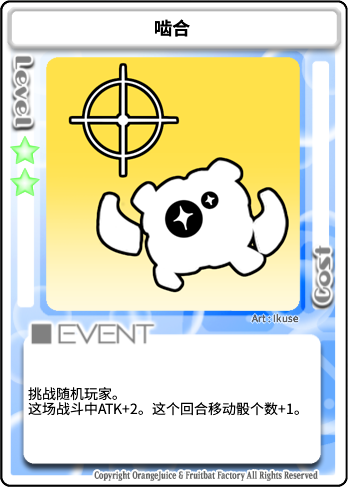 啮合
Level
Cost
Art : Ikuse
EVENT
挑战随机玩家。
这场战斗中ATK+2。这个回合移动骰个数+1。
Copyright OrangeJuice & Fruitbat Factory All Rights Reserved